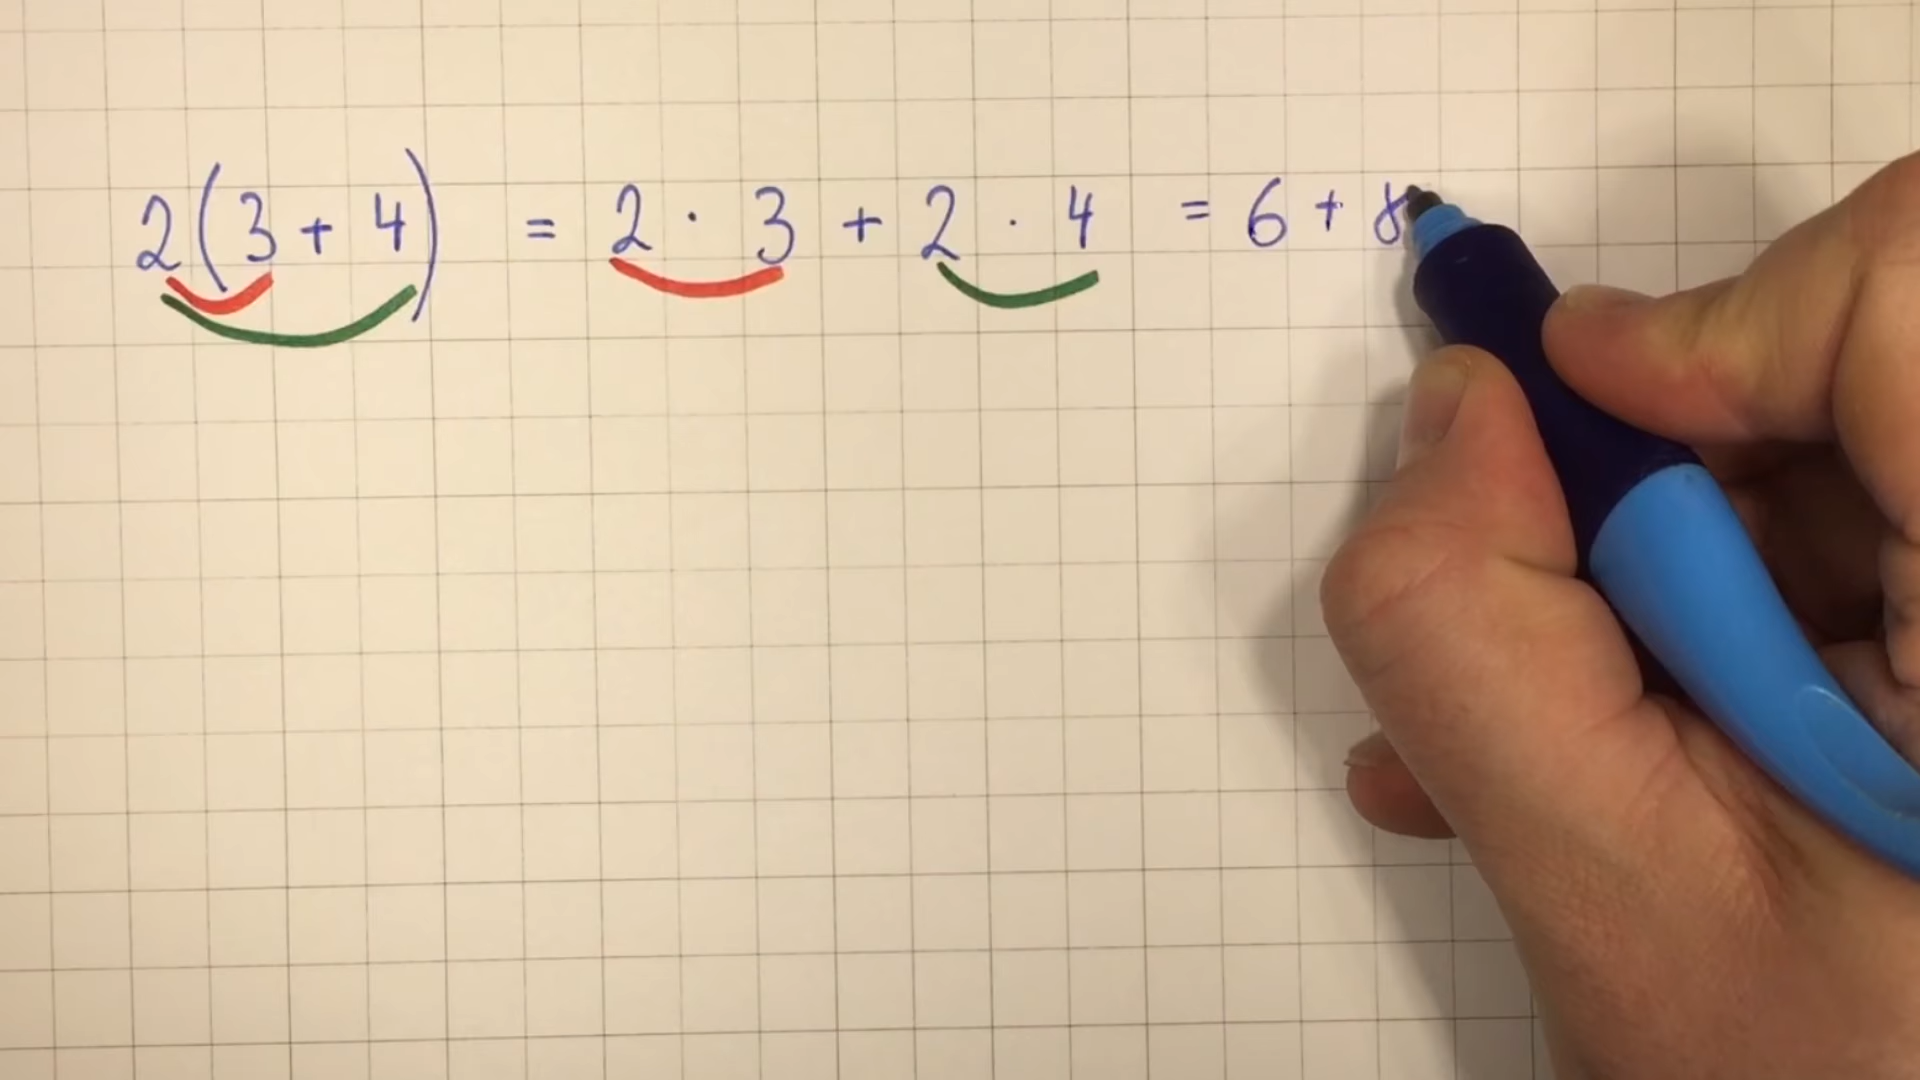 2(3+4) = 2 · 3 + 2 · 4 = 6 + 8